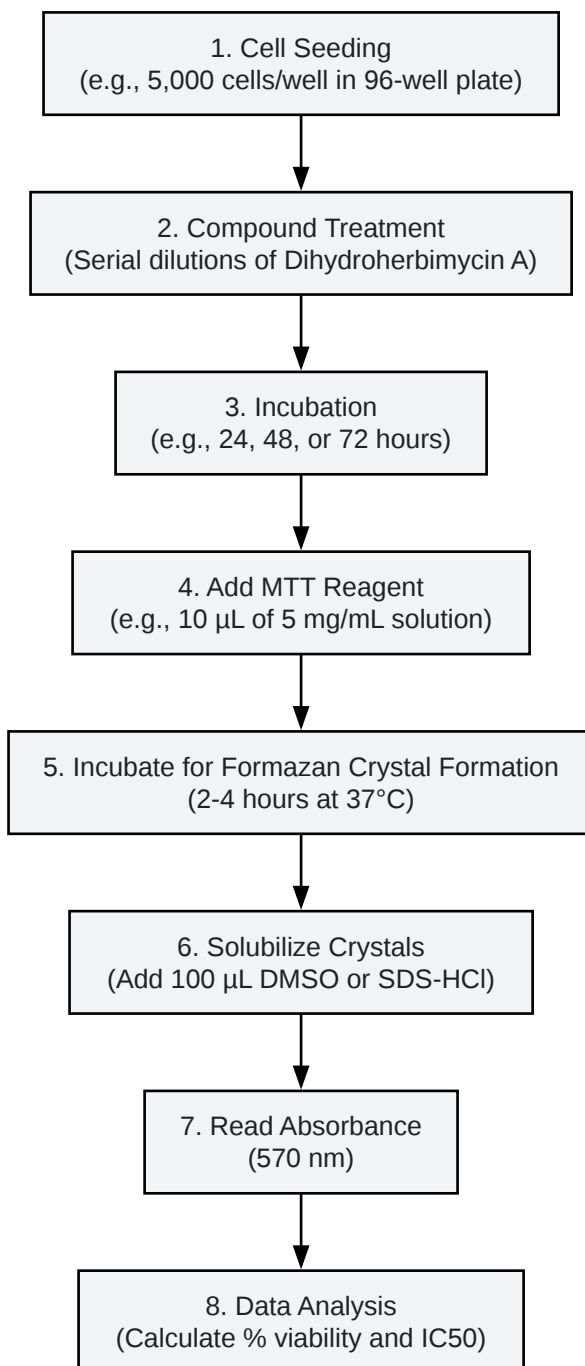 1. Cell Seeding
(e.g., 5,000 cells/well in 96-well plate)
2. Compound Treatment
(Serial dilutions of Dihydroherbimycin A)
3. Incubation
(e.g., 24, 48, or 72 hours)
4. Add MTT Reagent
(e.g., 10 µL of 5 mg/mL solution)
5. Incubate for Formazan Crystal Formation
(2-4 hours at 37°C)
6. Solubilize Crystals
(Add 100 µL DMSO or SDS-HCl)
7. Read Absorbance
(570 nm)
8. Data Analysis
(Calculate % viability and IC50)